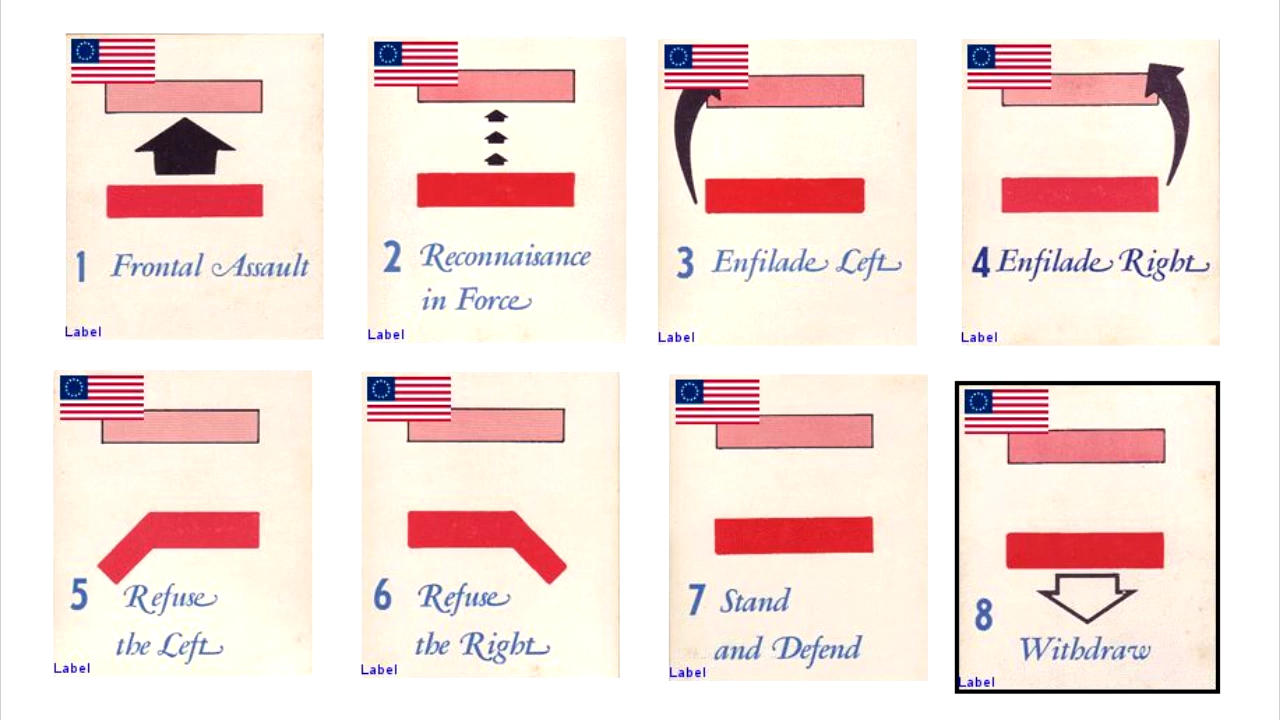 1 Frontal Assault
Label
2 Reconnaisance
in Force
Label
3 Enfilade Left
Label
4 Enfilade Right
Label
5 Refuse
the Left
Label
6 Refuse
the Right
Label
7 Stand
and Defend
Label
8
Withdraw
Label